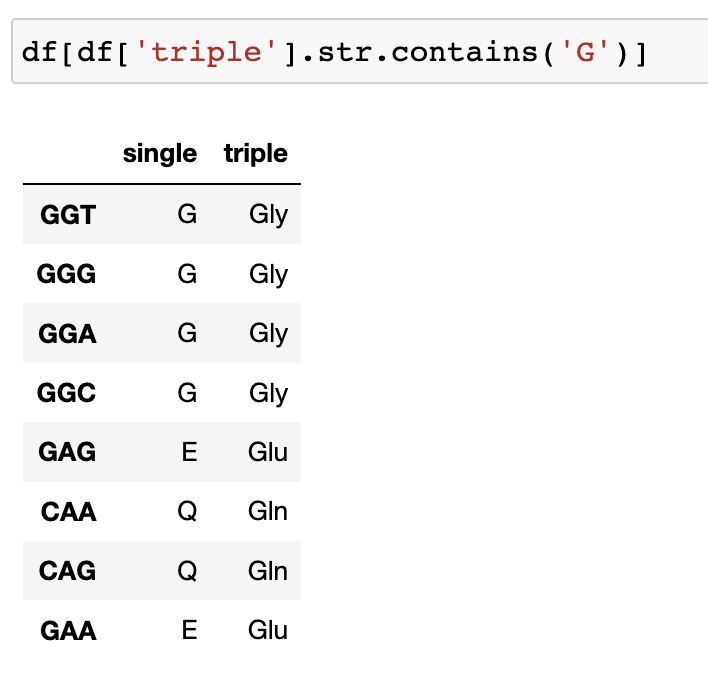 df[df['triple'].str.contains('G')]
single triple
GGT G Gly
GGG G Gly
GGA G Gly
GGC G Gly
GAG E Glu
CAA Q Gln
CAG Q Gln
GAA E Glu